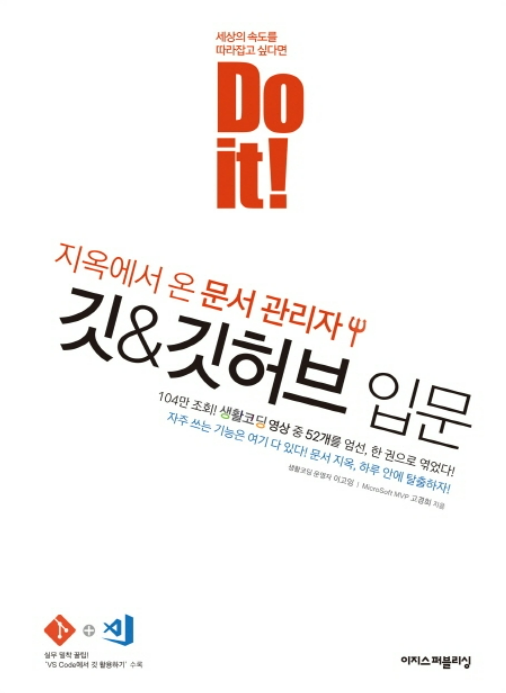 세상의 속도를
따라잡고 싶다면
Do
it!
지옥에서 온 문서 관리자
깃&깃허브 입문
104만 조회! 생활코딩 영상 중 52개를 엄선, 한 권으로 엮었다!
자주 쓰는 기능은 여기 다 있다! 문서 지옥, 하루 안에 탈출하자!
생활코딩 운영자 이고잉 | MicroSoft MVP 고경희 지음
실무 밀착 꿀팁!
'VS Code에서 깃 활용하기' 수록
이지스퍼블리싱